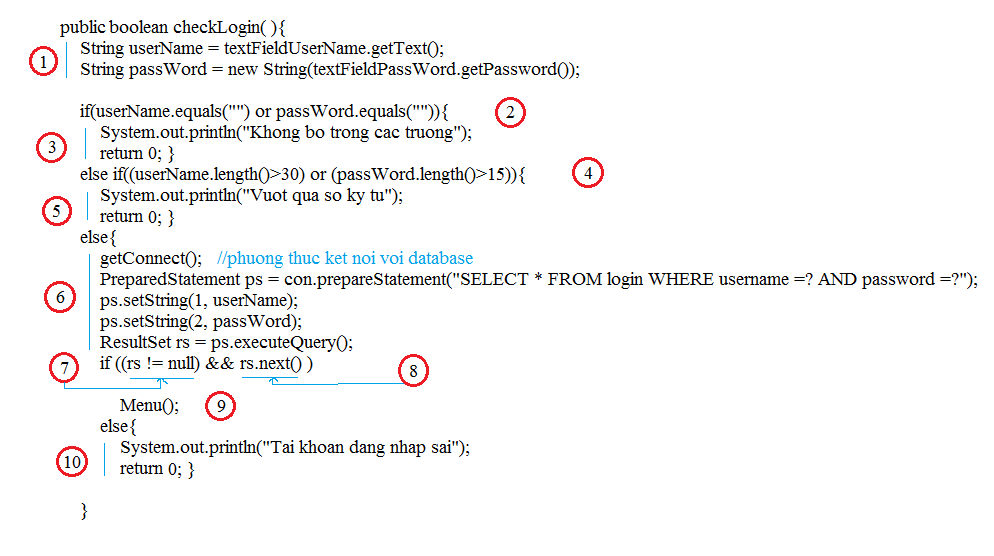 public boolean checkLogin( ){
1 String userName = textFieldUserName.getText();
String passWord = new String(textFieldPassWord.getPassword());
if(userName.equals("") or passWord.equals("")){ 2
System.out.println("Khong bo trong cac truong");
3 return 0; }
else if((userName.length()>30) or (passWord.length()>15)){ 4
System.out.println("Vuot qua so ky tu");
5 return 0; }
else{
getConnect(); //phuong thuc ket noi voi database
PreparedStatement ps = con.prepareStatement("SELECT * FROM login WHERE username =? AND password =?");
6 ps.setString(1, userName);
ps.setString(2, passWord);
ResultSet rs = ps.executeQuery();
7 if ((rs != null) && rs.next() ) 8
Menu(); 9
else{
System.out.println("Tai khoan dang nhap sai");
10 return 0; }
}